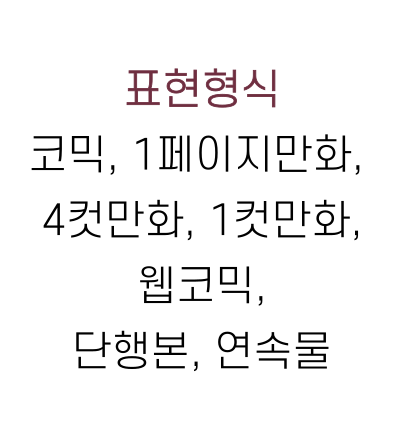 표현형식
코믹, 1페이지만화,
4컷만화, 1컷만화,
웹코믹,
단행본, 연속물